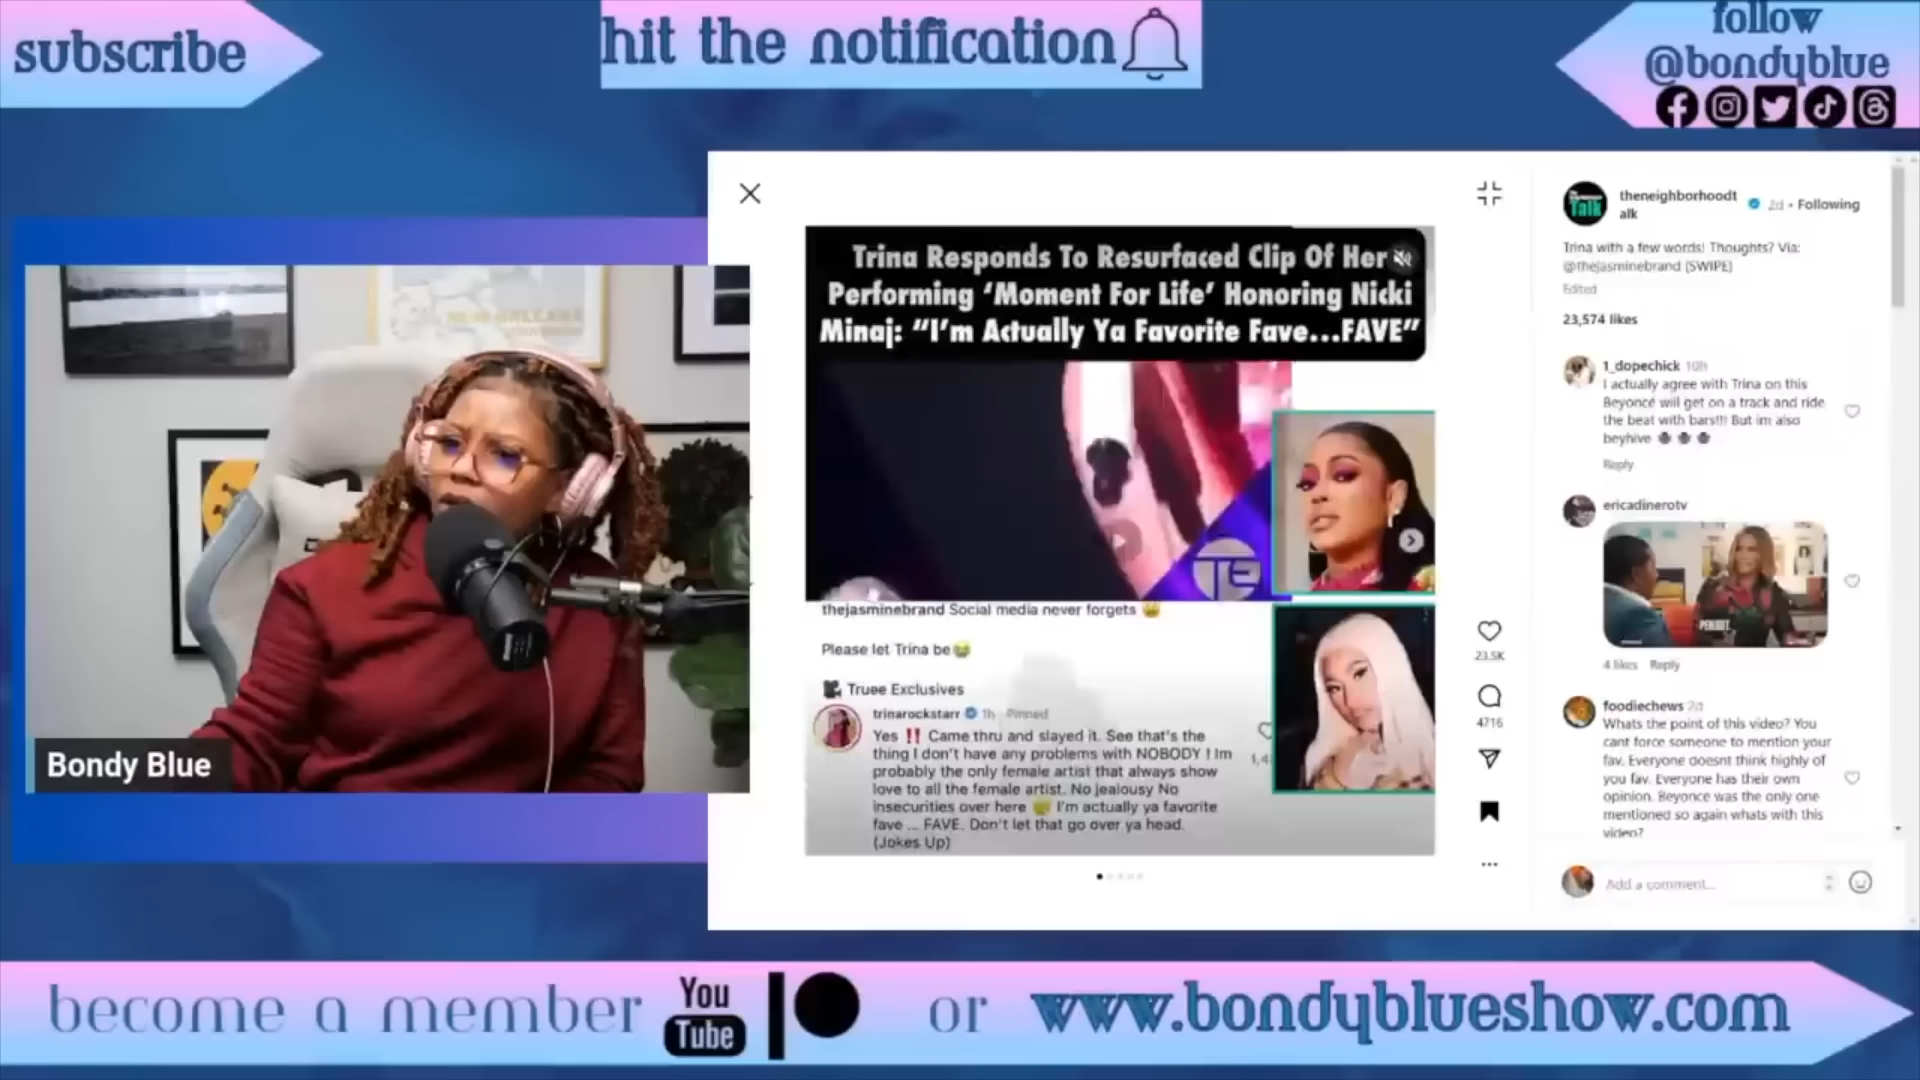 subscribe
hit the notification
follow
@bondyblue
Bondy Blue
Trina Responds To Resurfaced Clip Of Her
Performing ‘Moment For Life’ Honoring Nicki
Minaj: “I’m Actually Ya Favorite Fave...FAVE”
TE
thejasminebrand Social media never forgets
Please let Trina be
Truee Exclusives
trinarockstarr 1h Pinned
Yes ‼️ Came thru and slayed it. See that's the
thing I don't have any problems with NOBODY ! Im
probably the only female artist that always show
love to all the female artist. No jealousy No
insecurities over here I'm actually ya favorite
fave ... FAVE. Don't let that go over ya head.
(Jokes Up)
23.5K
4716
Talk
theneighborhoodt
alk
2d • Following
Trina with a few words! Thoughts? Via:
@thejasminebrand (SWIPE)
Edited
23,574 likes
1_dopechick 10h
I actually agree with Trina on this
Beyoncé will get on a track and ride
the beat with bars!!! But im also
beyhive
Reply
ericadinerotv
4 likes Reply
foodiechews 2d
Whats the point of this video? You
cant force someone to mention your
fav. Everyone doesnt think highly of
you fav. Everyone has their own
opinion. Beyonce was the only one
mentioned so again whats with this
video?
Add a comment...
become a member
You
Tube
or
www.bondyblueshow.com